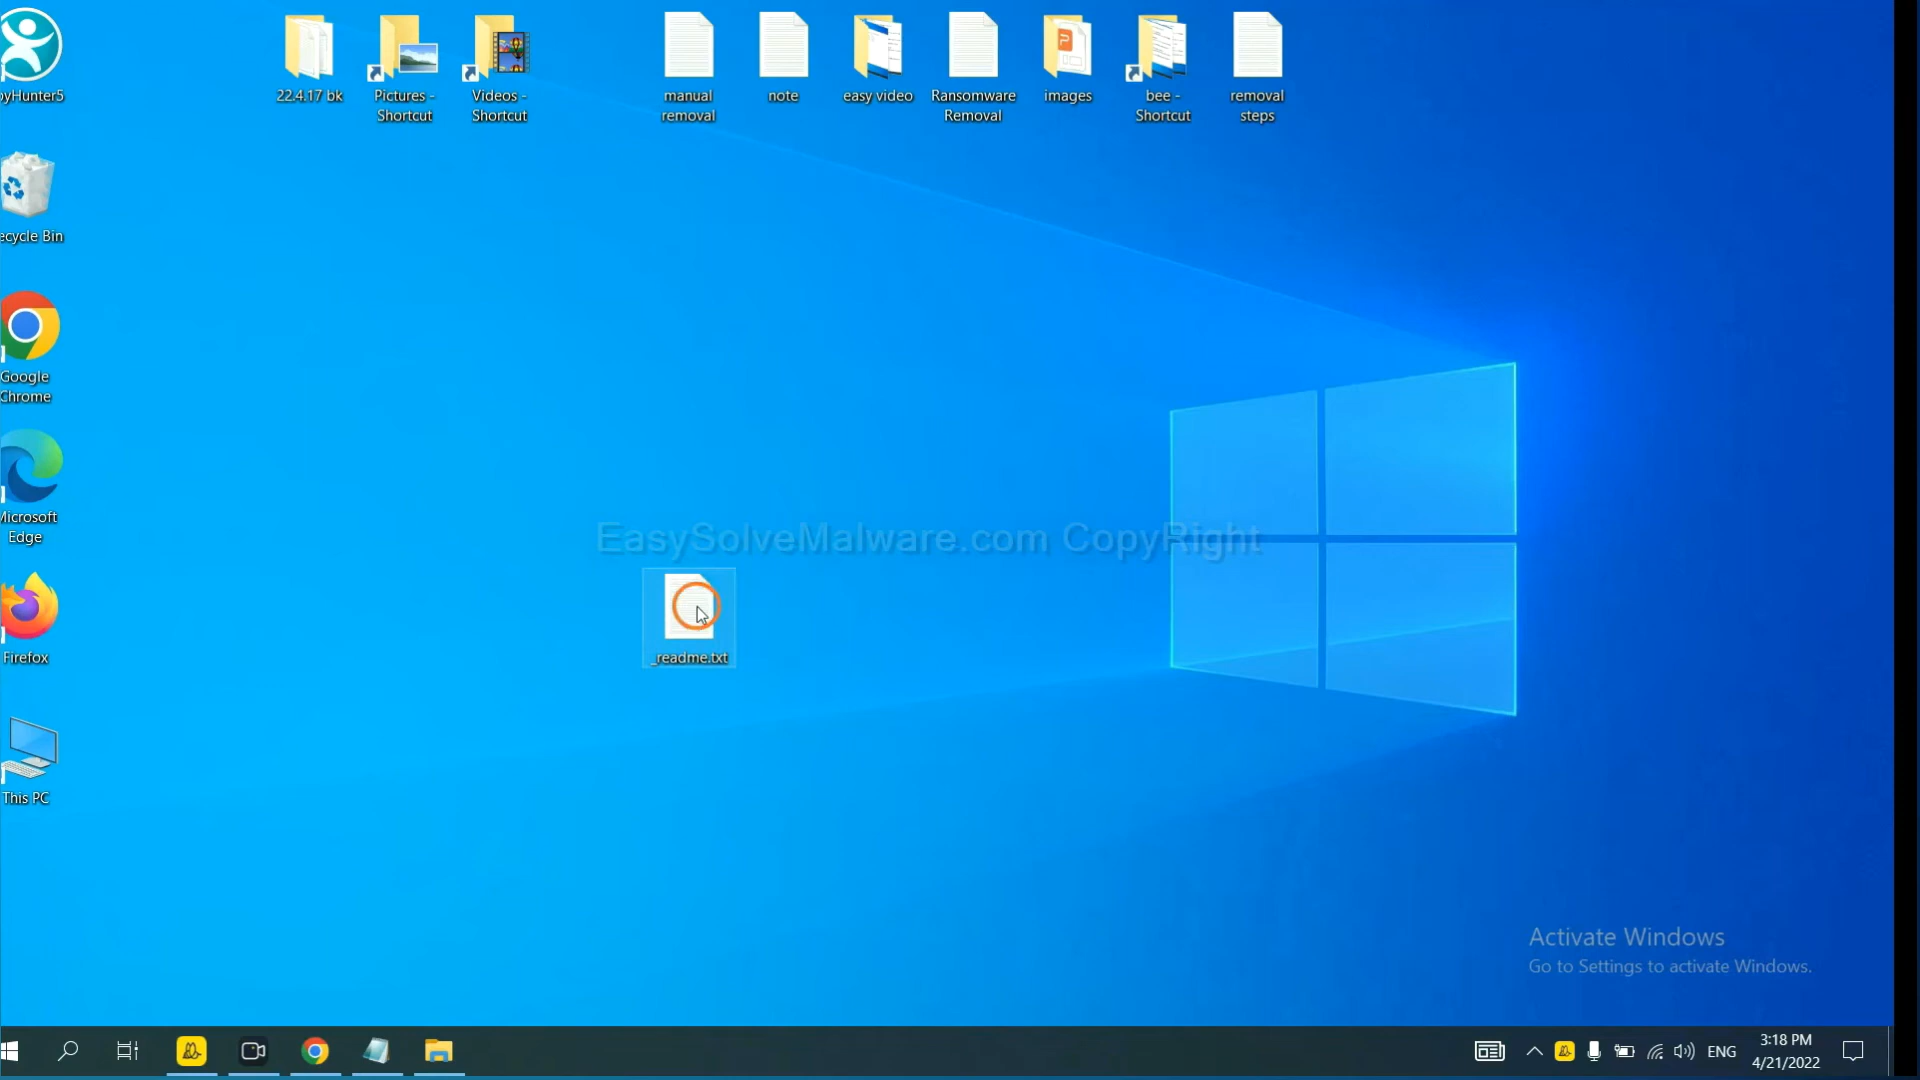 pyHunter5
22.4.17 bk
Pictures -
Shortcut
Videos -
Shortcut
manual
removal
note
easy video
Ransomware
Removal
images
bee -
Shortcut
removal
steps
ecycle Bin
Google
Chrome
Microsoft
Edge
EasySolveMalware.com CopyRight
_readme.txt
Firefox
This PC
Activate Windows
Go to Settings to activate Windows.
ENG
3:18 PM
4/21/2022